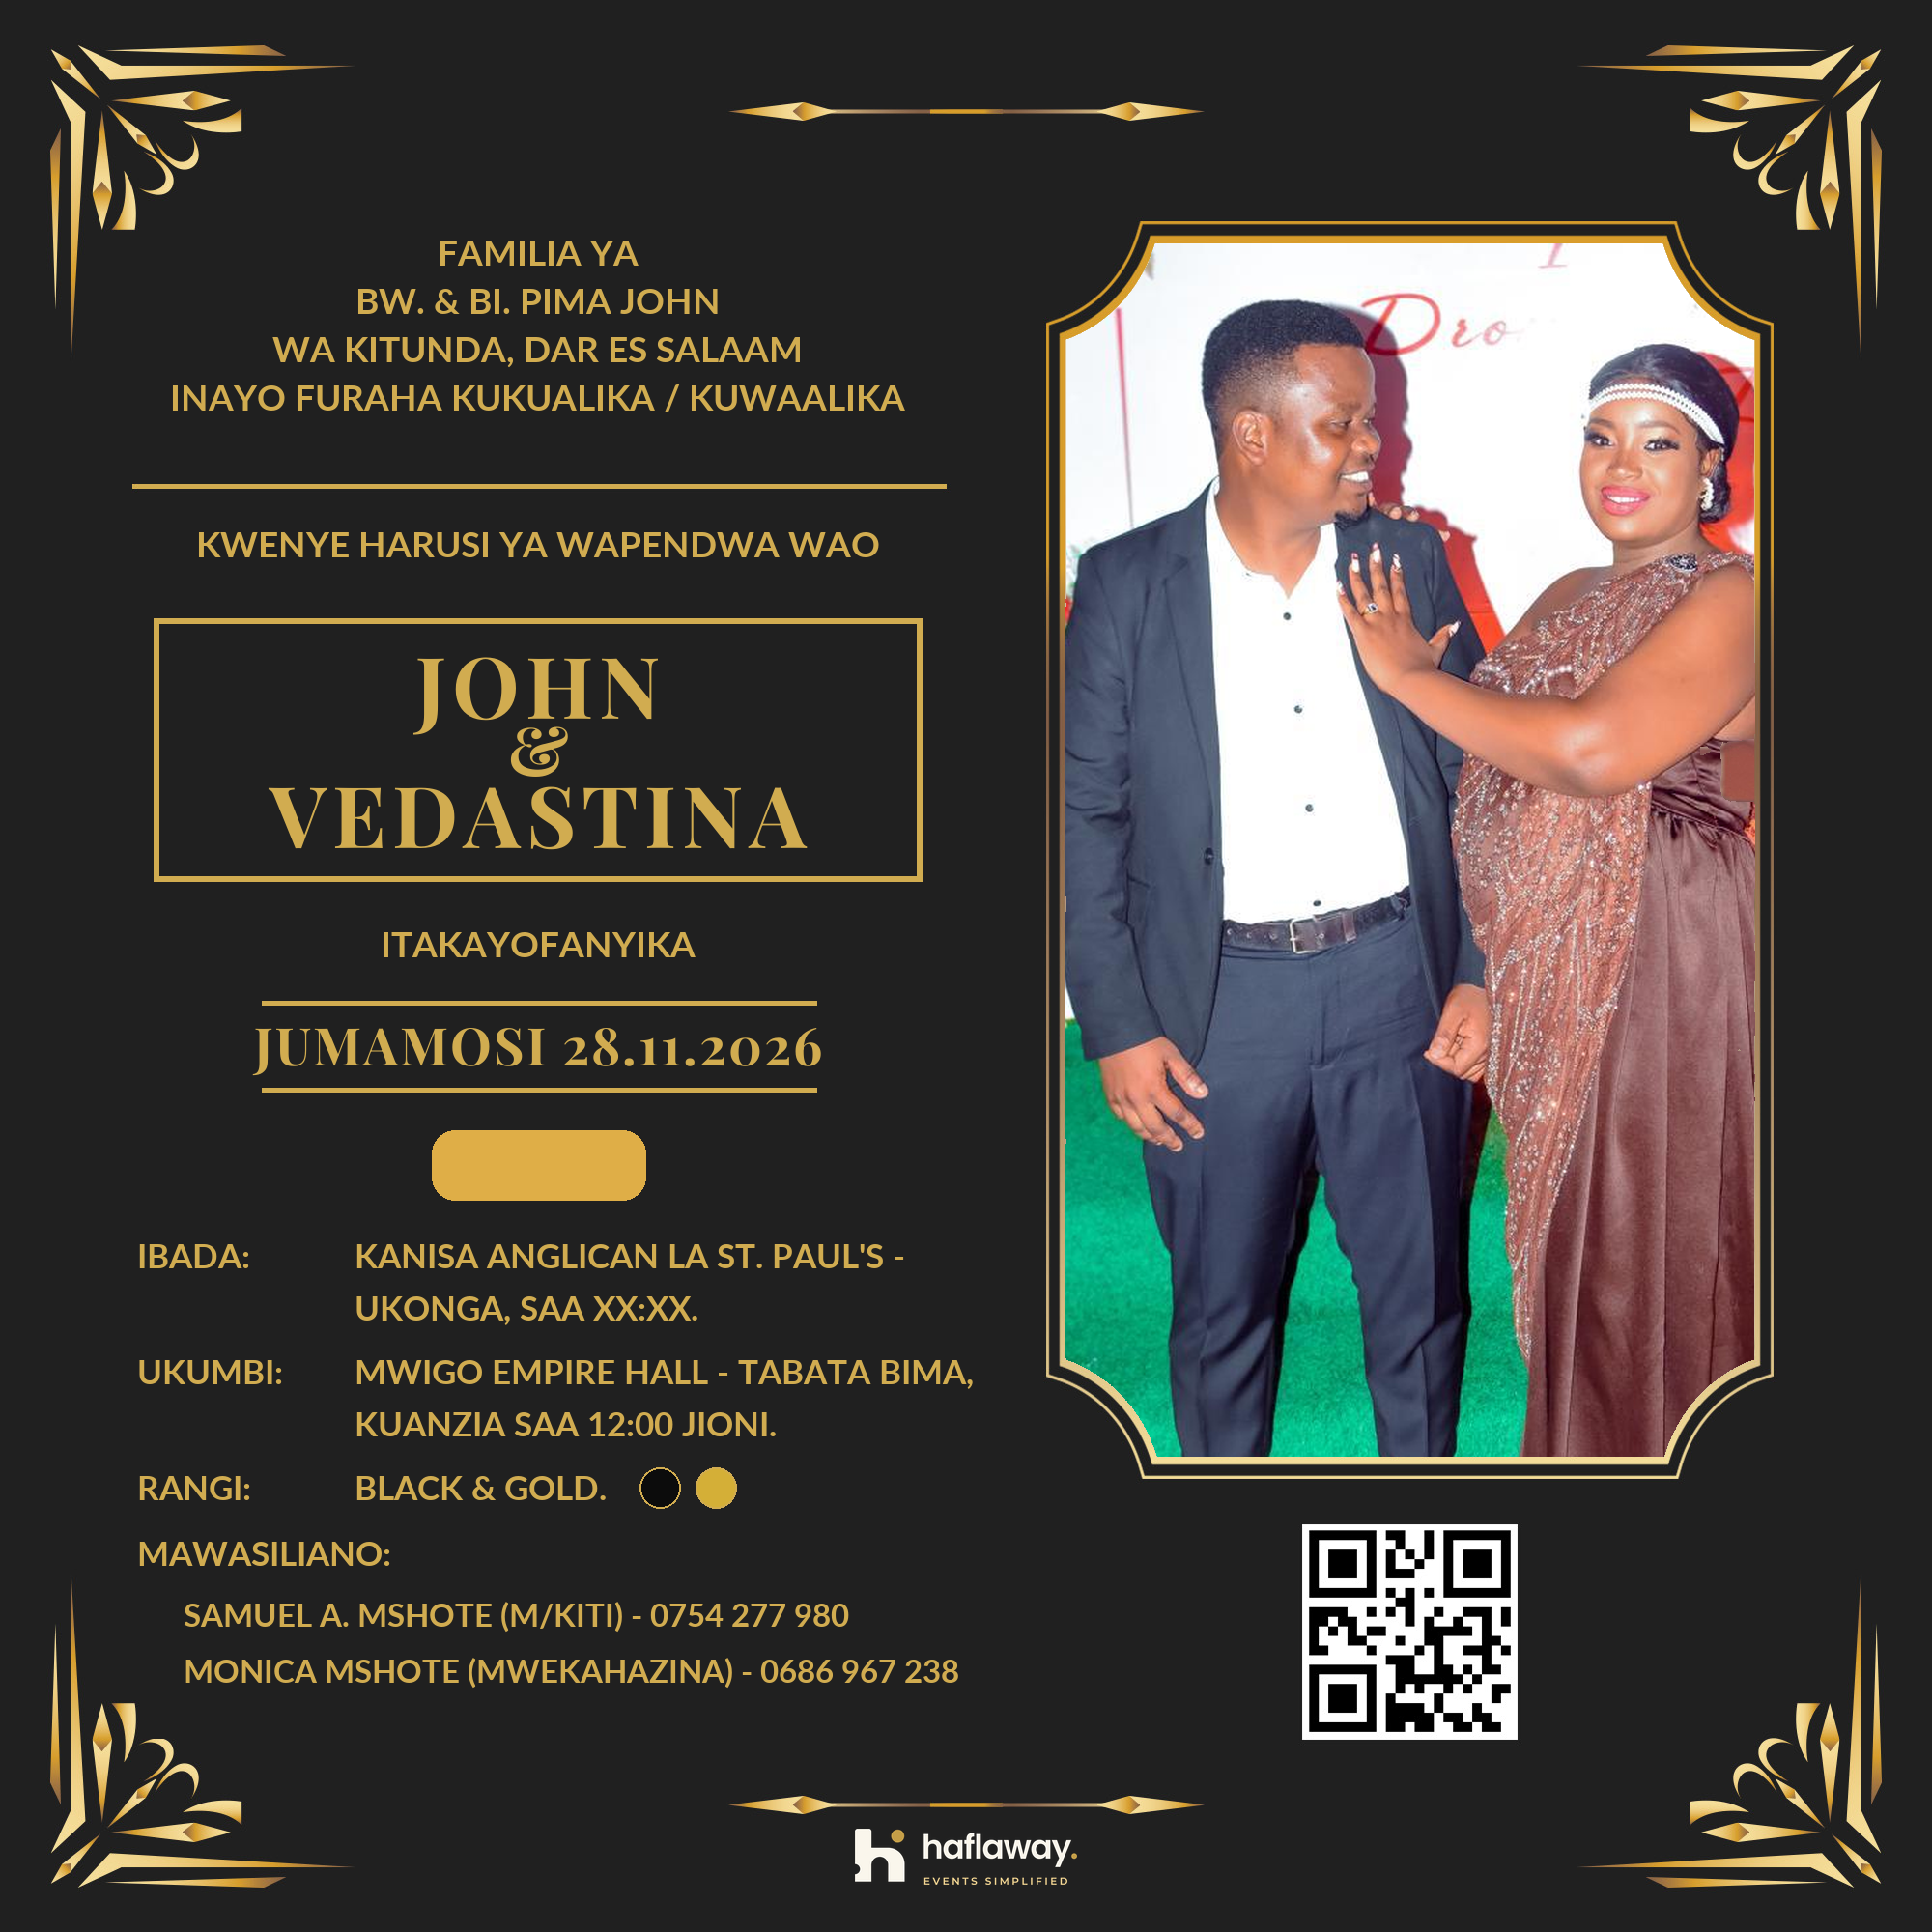 FAMILIA YA
BW. & BI. PIMA JOHN
WA KITUNDA, DAR ES SALAAM
INAYO FURAHA KUKUALIKA / KUWAALIKA
KWENYE HARUSI YA WAPENDWA WAO
JOHN
&
VEDASTINA
ITAKAYOFANYIKA
JUMAMOSI 28.11.2026
IBADA: KANISA ANGLICAN LA ST. PAUL'S -
UKONGA, SAA XX:XX.
UKUMBI: MWIGO EMPIRE HALL - TABATA BIMA,
KUANZIA SAA 12:00 JIONI.
RANGI: BLACK & GOLD.
MAWASILIANO:
SAMUEL A. MSHOTE (M/KITI) - 0754 277 980
MONICA MSHOTE (MWEKAHAZINA) - 0686 967 238
haflaway.
EVENTS SIMPLIFIED